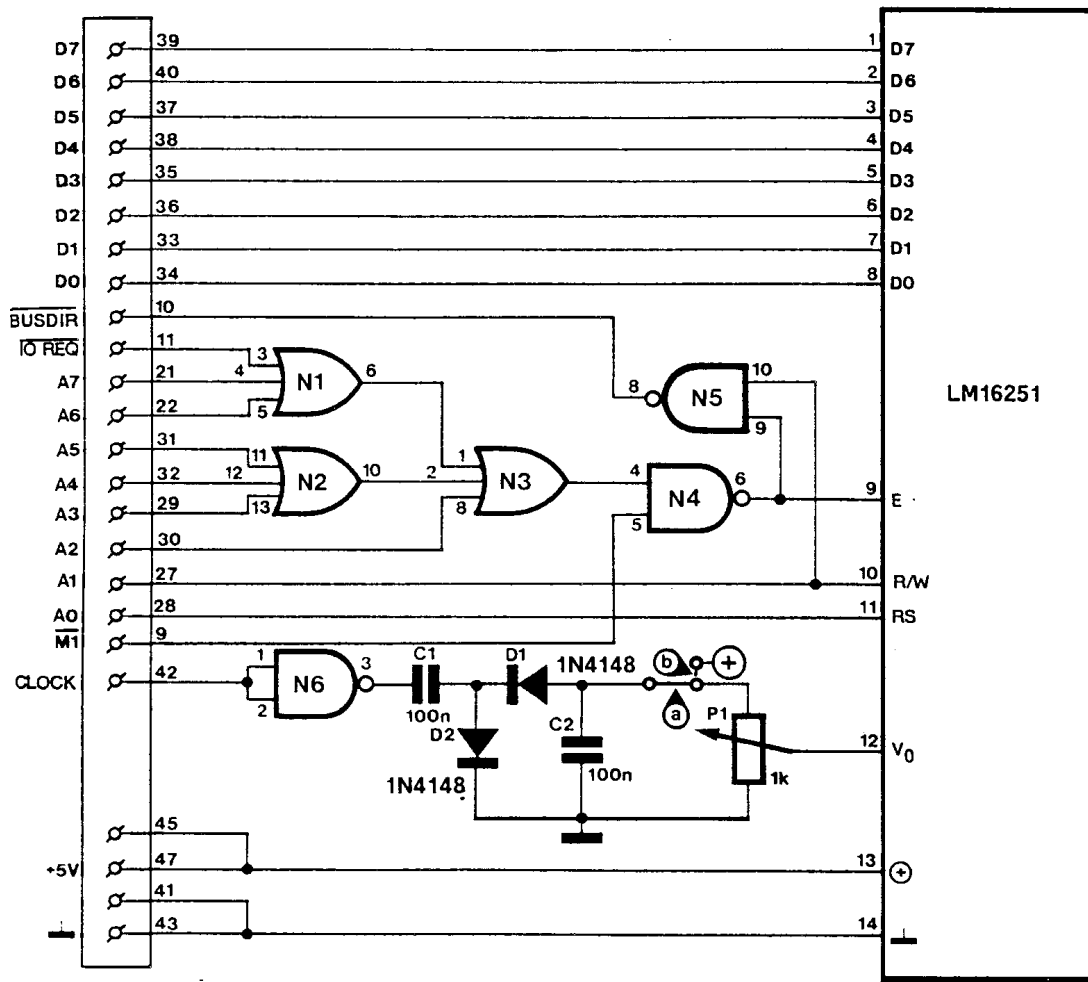 D7 39 1 D7
D6 40 2 D6
D5 37 3 D5
D4 38 4 D4
D3 35 5 D3
D2 36 6 D2
D1 33 7 D1
D0 34 8 D0
BUSDIR 10
IO REQ 11 3
A7 21 4 N1 6 8 N5 10
A6 22 5 9
LM16251
A5 31 11 1
A4 32 12 N2 10 2 N3 4 N4 6 9 E
A3 29 13 8 5
A2 30
A1 27 10 R/W
A0 28 11 RS
M1 9
CLOCK 42 1 N6 3 C1 D1 1N4148 b +
2 100n a P1
D2 C2 12 V0
1N4148 100n 1k
45
+5V 47 13 +
41
43 14